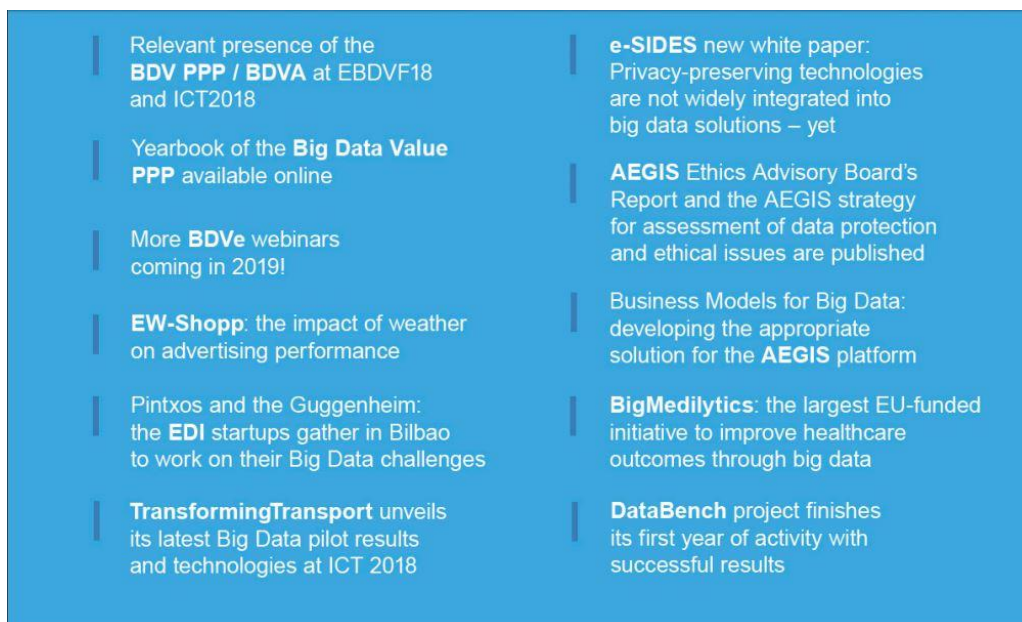 Relevant presence of the
BDV PPP / BDVA at EBDVF18
and ICT2018
Yearbook of the Big Data Value
PPP available online
More BDVe webinars
coming in 2019!
EW-Shopp: the impact of weather
on advertising performance
Pintxos and the Guggenheim:
the EDI startups gather in Bilbao
to work on their Big Data challenges
TransformingTransport unveils
its latest Big Data pilot results
and technologies at ICT 2018
e-SIDES new white paper:
Privacy-preserving technologies
are not widely integrated into
big data solutions – yet
AEGIS Ethics Advisory Board's
Report and the AEGIS strategy
for assessment of data protection
and ethical issues are published
Business Models for Big Data:
developing the appropriate
solution for the AEGIS platform
BigMedilytics: the largest EU-funded
initiative to improve healthcare
outcomes through big data
DataBench project finishes
its first year of activity with
successful results